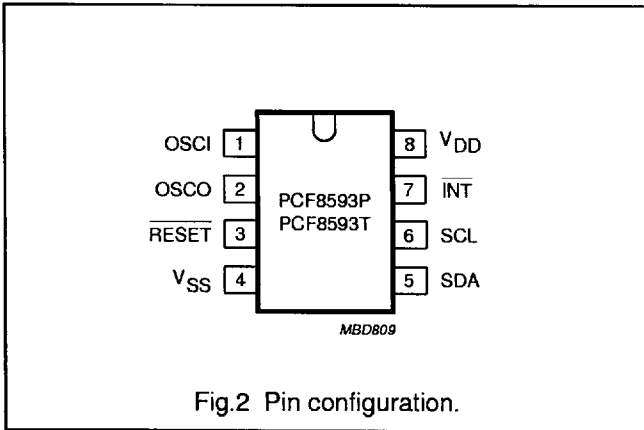 OSCI 1 8 VDD
OSCO 2 7 INT
PCF8593P
PCF8593T
RESET 3 6 SCL
VSS 4 5 SDA
MBD809
Fig.2 Pin configuration.